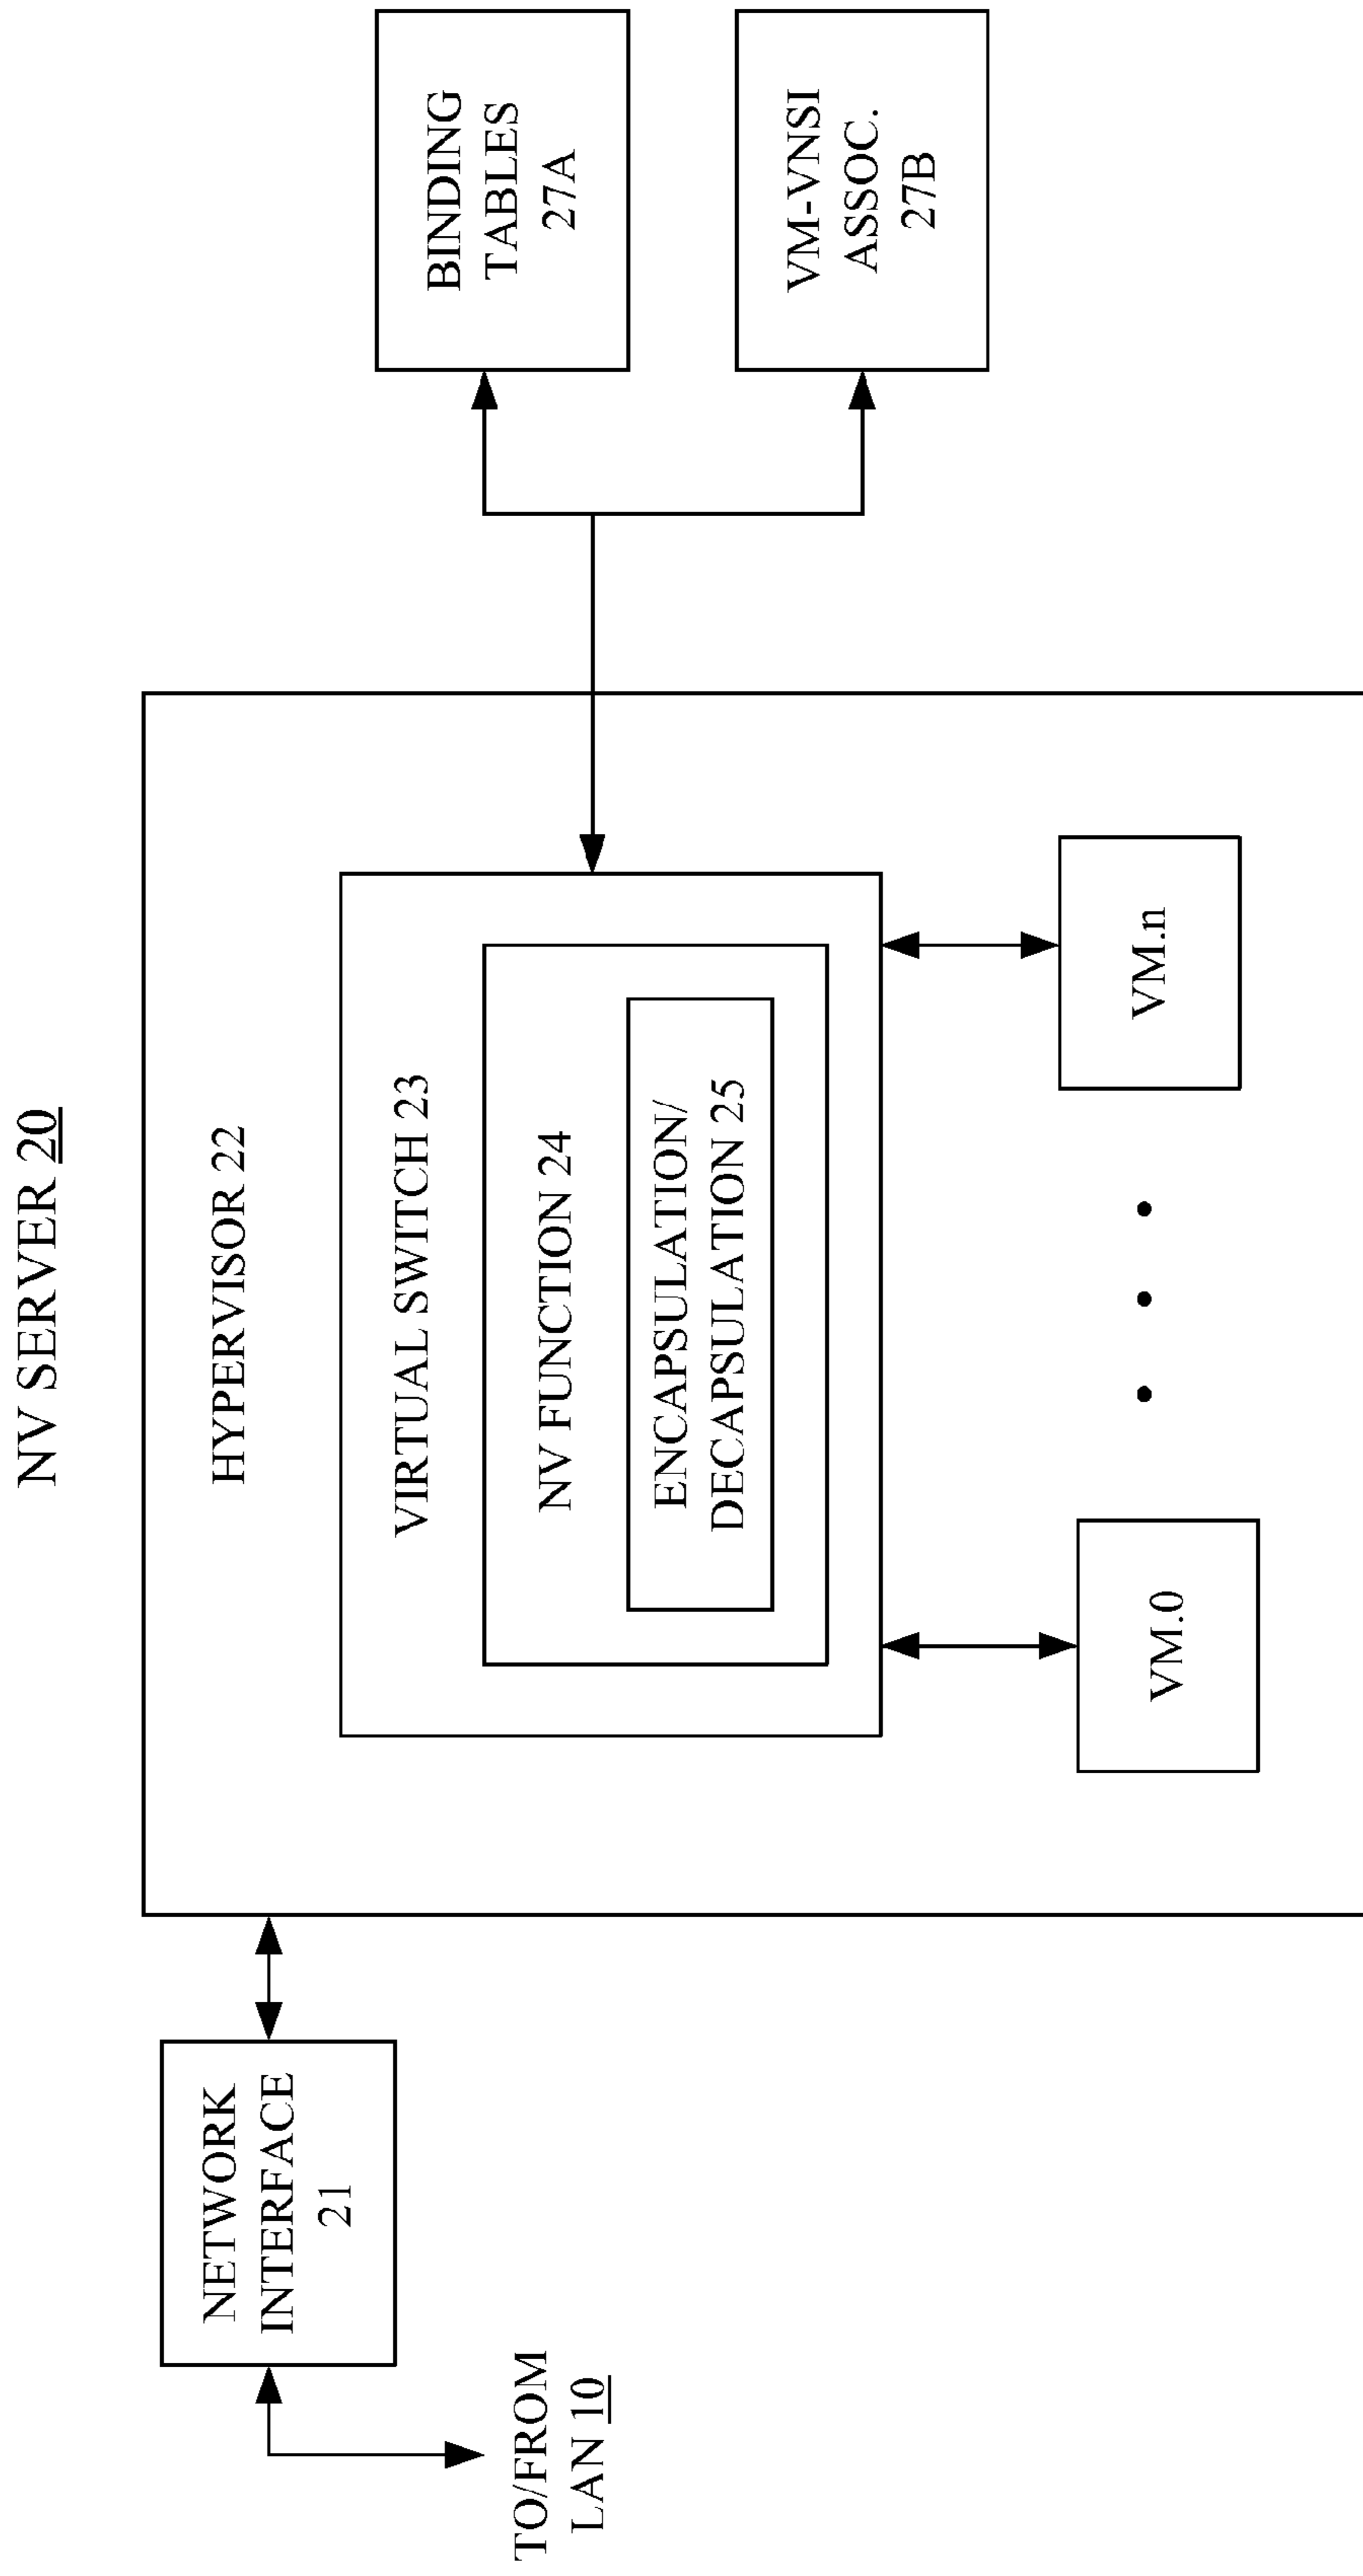 NV SERVER 20
HYPERVISOR 22
VIRTUAL SWITCH 23
NV FUNCTION 24
ENCAPSULATION/
DECAPSULATION 25
VM.0
VM.n
NETWORK
INTERFACE
21
TO/FROM
LAN 10
BINDING
TABLES
27A
VM-VNSI
ASSOC.
27B